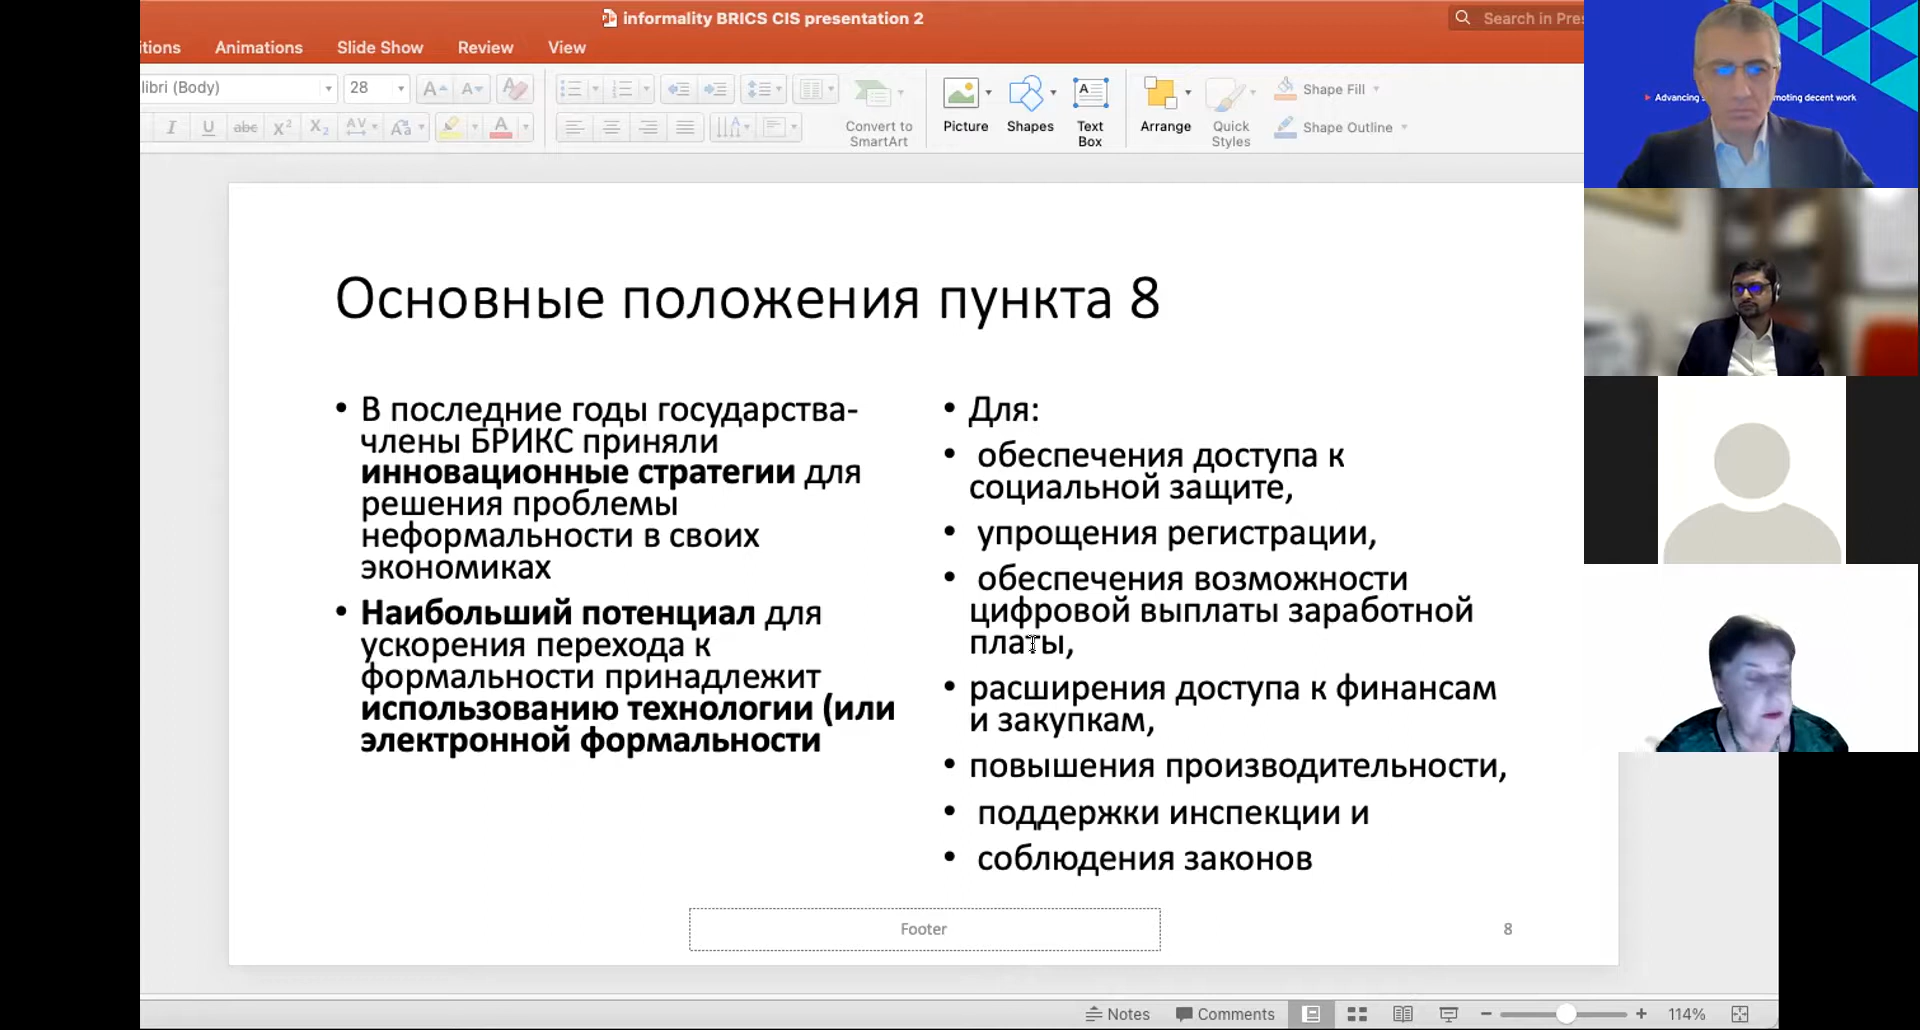 informality BRICS CIS presentation 2
Search in Pres
itions Animations Slide Show Review View
libri (Body) 28
Convert to
SmartArt
Picture
Shapes
Text
Box
Arrange
Quick
Styles
Shape Fill
Shape Outline
Advancing
moting decent work
Основные положения пункта 8
• В последние годы государства-
члены БРИКС приняли
инновационные стратегии для
решения проблемы
неформальности в своих
экономиках
• Наибольший потенциал для
ускорения перехода к
формальности принадлежит
использованию технологии (или
электронной формальности
• Для:
• обеспечения доступа к
социальной защите,
• упрощения регистрации,
• обеспечения возможности
цифровой выплаты заработной
платы,
• расширения доступа к финансам
и закупкам,
• повышения производительности,
• поддержки инспекции и
• соблюдения законов
Footer
8
Notes Comments 114%